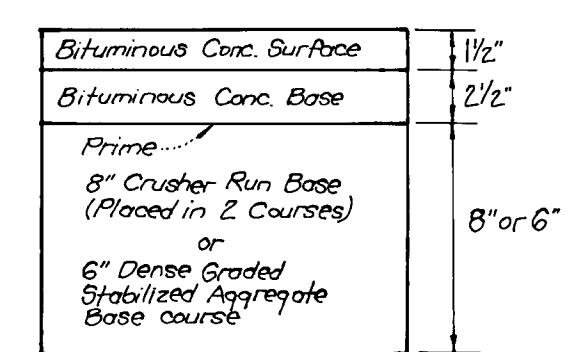 Bituminous Conc. Surface
1½"
Bituminous Conc. Base
2½"
Prime
8" Crusher Run Base
(Placed in 2 Courses)
8" or 6"
or
6" Dense Graded
Stabilized Aggregate
Base course